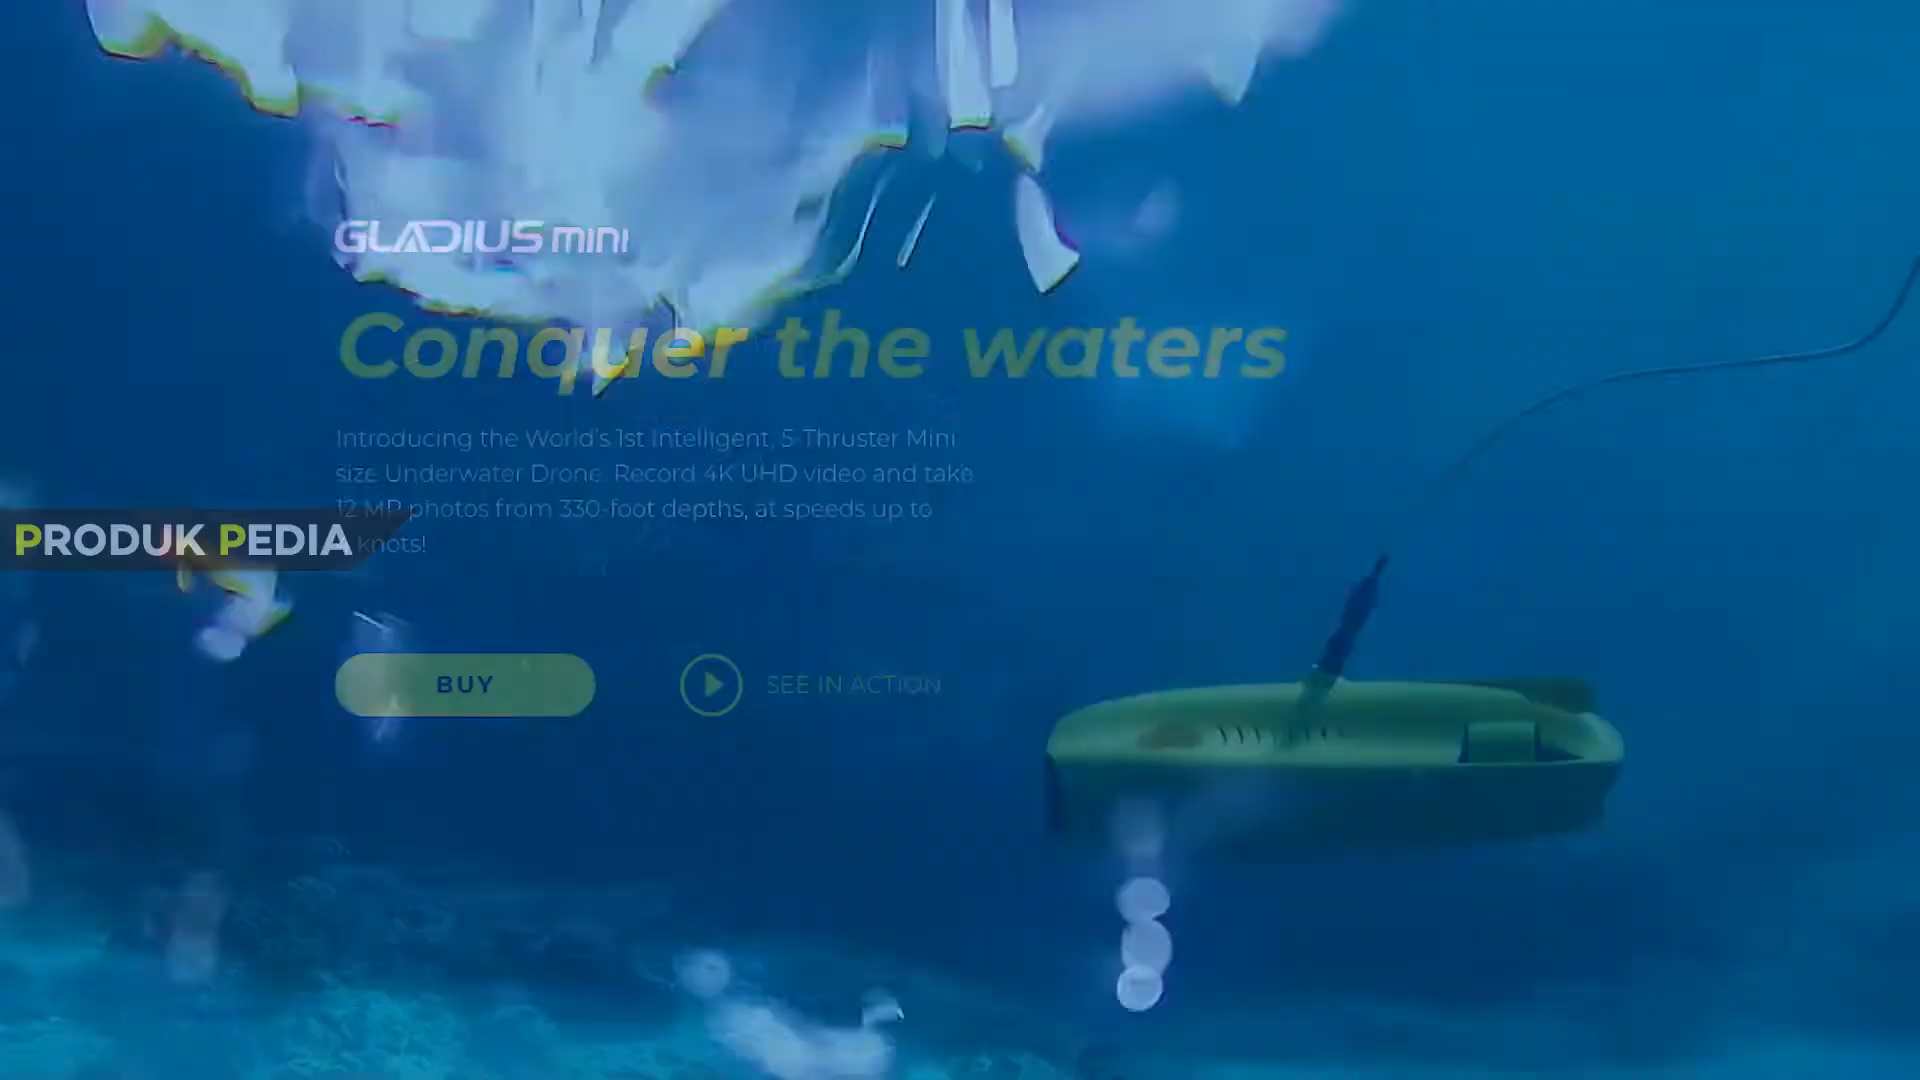 GLADIUS mini
Conquer the waters
Introducing the World's 1st Intelligent, 5-Thruster Mini
size Underwater Drone. Record 4K UHD video and take
12 MP photos from 330-foot depths, at speeds up to
knots!
PRODUK PEDIA
BUY
SEE IN ACTION